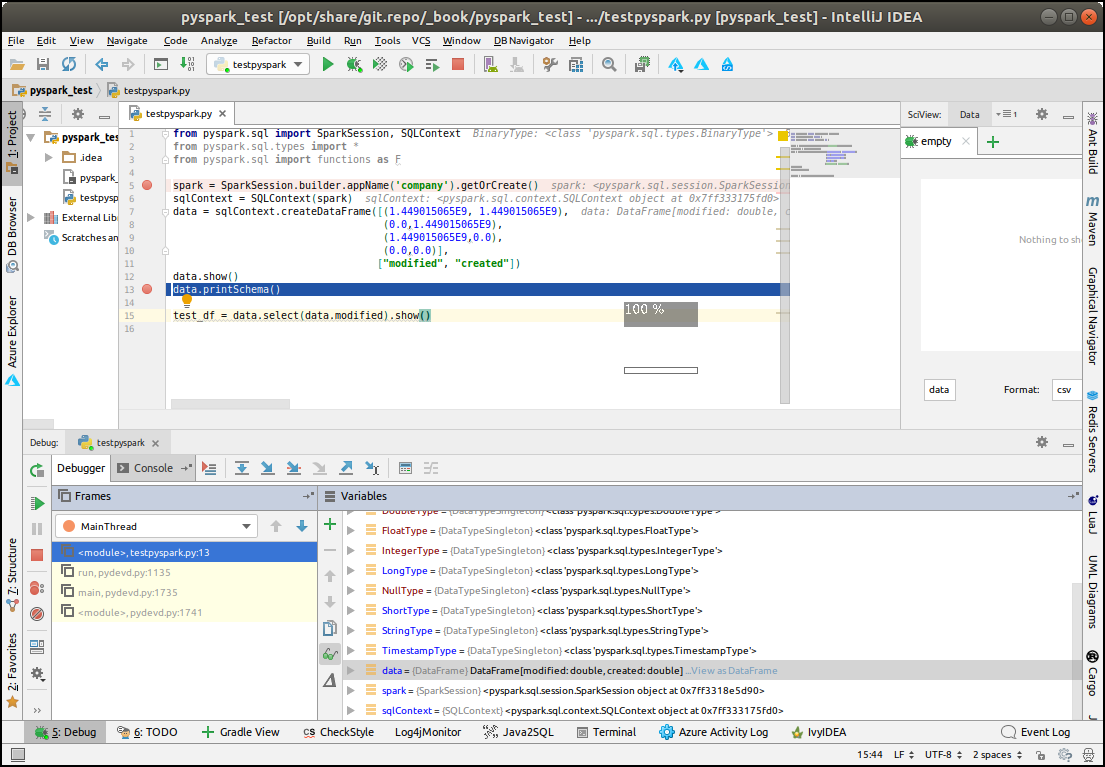 pyspark_test [/opt/share/git.repo/_book/pyspark_test] - .../testpyspark.py [pyspark_test] - IntelliJ IDEA
File Edit View Navigate Code Analyze Refactor Build Run Tools VCS Window DB Navigator Help
testpyspark
pyspark_test testpyspark.py
1: Project
DB Browser
Azure Explorer
7: Structure
2: Favorites
pyspark_tes
.idea
pyspark_
testpysp
External Lib
Scratches an
testpyspark.py
1 from pyspark.sql import SparkSession, SQLContext BinaryType: <class 'pyspark.sql.types.BinaryType'>
2 from pyspark.sql.types import *
3 from pyspark.sql import functions as F
4
5 spark = SparkSession.builder.appName('company').getOrCreate() spark: <pyspark.sql.session.SparkSession
6 sqlContext = SQLContext(spark) sqlContext: <pyspark.sql.context.SQLContext object at 0x7ff333175fd0>
7 data = sqlContext.createDataFrame([(1.449015065E9, 1.449015065E9), data: DataFrame[modified: double, c
8 (0.0,1.449015065E9),
9 (1.449015065E9,0.0),
10 (0.0,0.0)],
11 ["modified", "created"])
12 data.show()
13 data.printSchema()
14
15 test_df = data.select(data.modified).show()
16
100 %
SciView: Data 1
empty
Nothing to sh
data Format: csv
Ant Build
Maven
Graphical Navigator
Redis Servers
LuaJ
UML Diagrams
Cargo
Debug: testpyspark
Debugger Console
Frames
MainThread
<module>, testpyspark.py:13
run, pydevd.py:1135
main, pydevd.py:1735
<module>, pydevd.py:1741
Variables
DoubleType = {DataTypeSingleton} <class 'pyspark.sql.types.DoubleType'>
FloatType = {DataTypeSingleton} <class 'pyspark.sql.types.FloatType'>
IntegerType = {DataTypeSingleton} <class 'pyspark.sql.types.IntegerType'>
LongType = {DataTypeSingleton} <class 'pyspark.sql.types.LongType'>
NullType = {DataTypeSingleton} <class 'pyspark.sql.types.NullType'>
ShortType = {DataTypeSingleton} <class 'pyspark.sql.types.ShortType'>
StringType = {DataTypeSingleton} <class 'pyspark.sql.types.StringType'>
TimestampType = {DataTypeSingleton} <class 'pyspark.sql.types.TimestampType'>
data = {DataFrame} DataFrame[modified: double, created: double] ...View as DataFrame
spark = {SparkSession} <pyspark.sql.session.SparkSession object at 0x7ff3318e5d90>
sqlContext = {SQLContext} <pyspark.sql.context.SQLContext object at 0x7ff333175fd0>
5: Debug 6: TODO Gradle View CS CheckStyle Log4jMonitor Java2SQL Terminal Azure Activity Log IvyIDEA Event Log
15:44 LF UTF-8 2 spaces